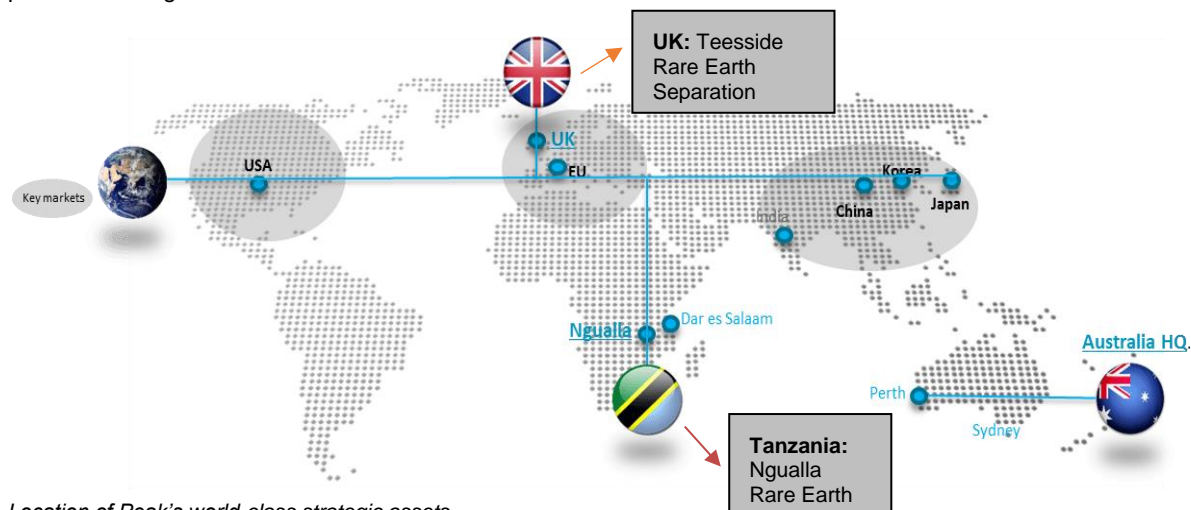 UK: Teesside
Rare Earth
Separation
UK
USA
EU
Key markets
Korea
China
Japan
India
Ngualla
Dar es Salaam
Australia HQ.
Perth
Sydney
Tanzania:
Ngualla
Rare Earth
Location of Peak's world-class strategic assets